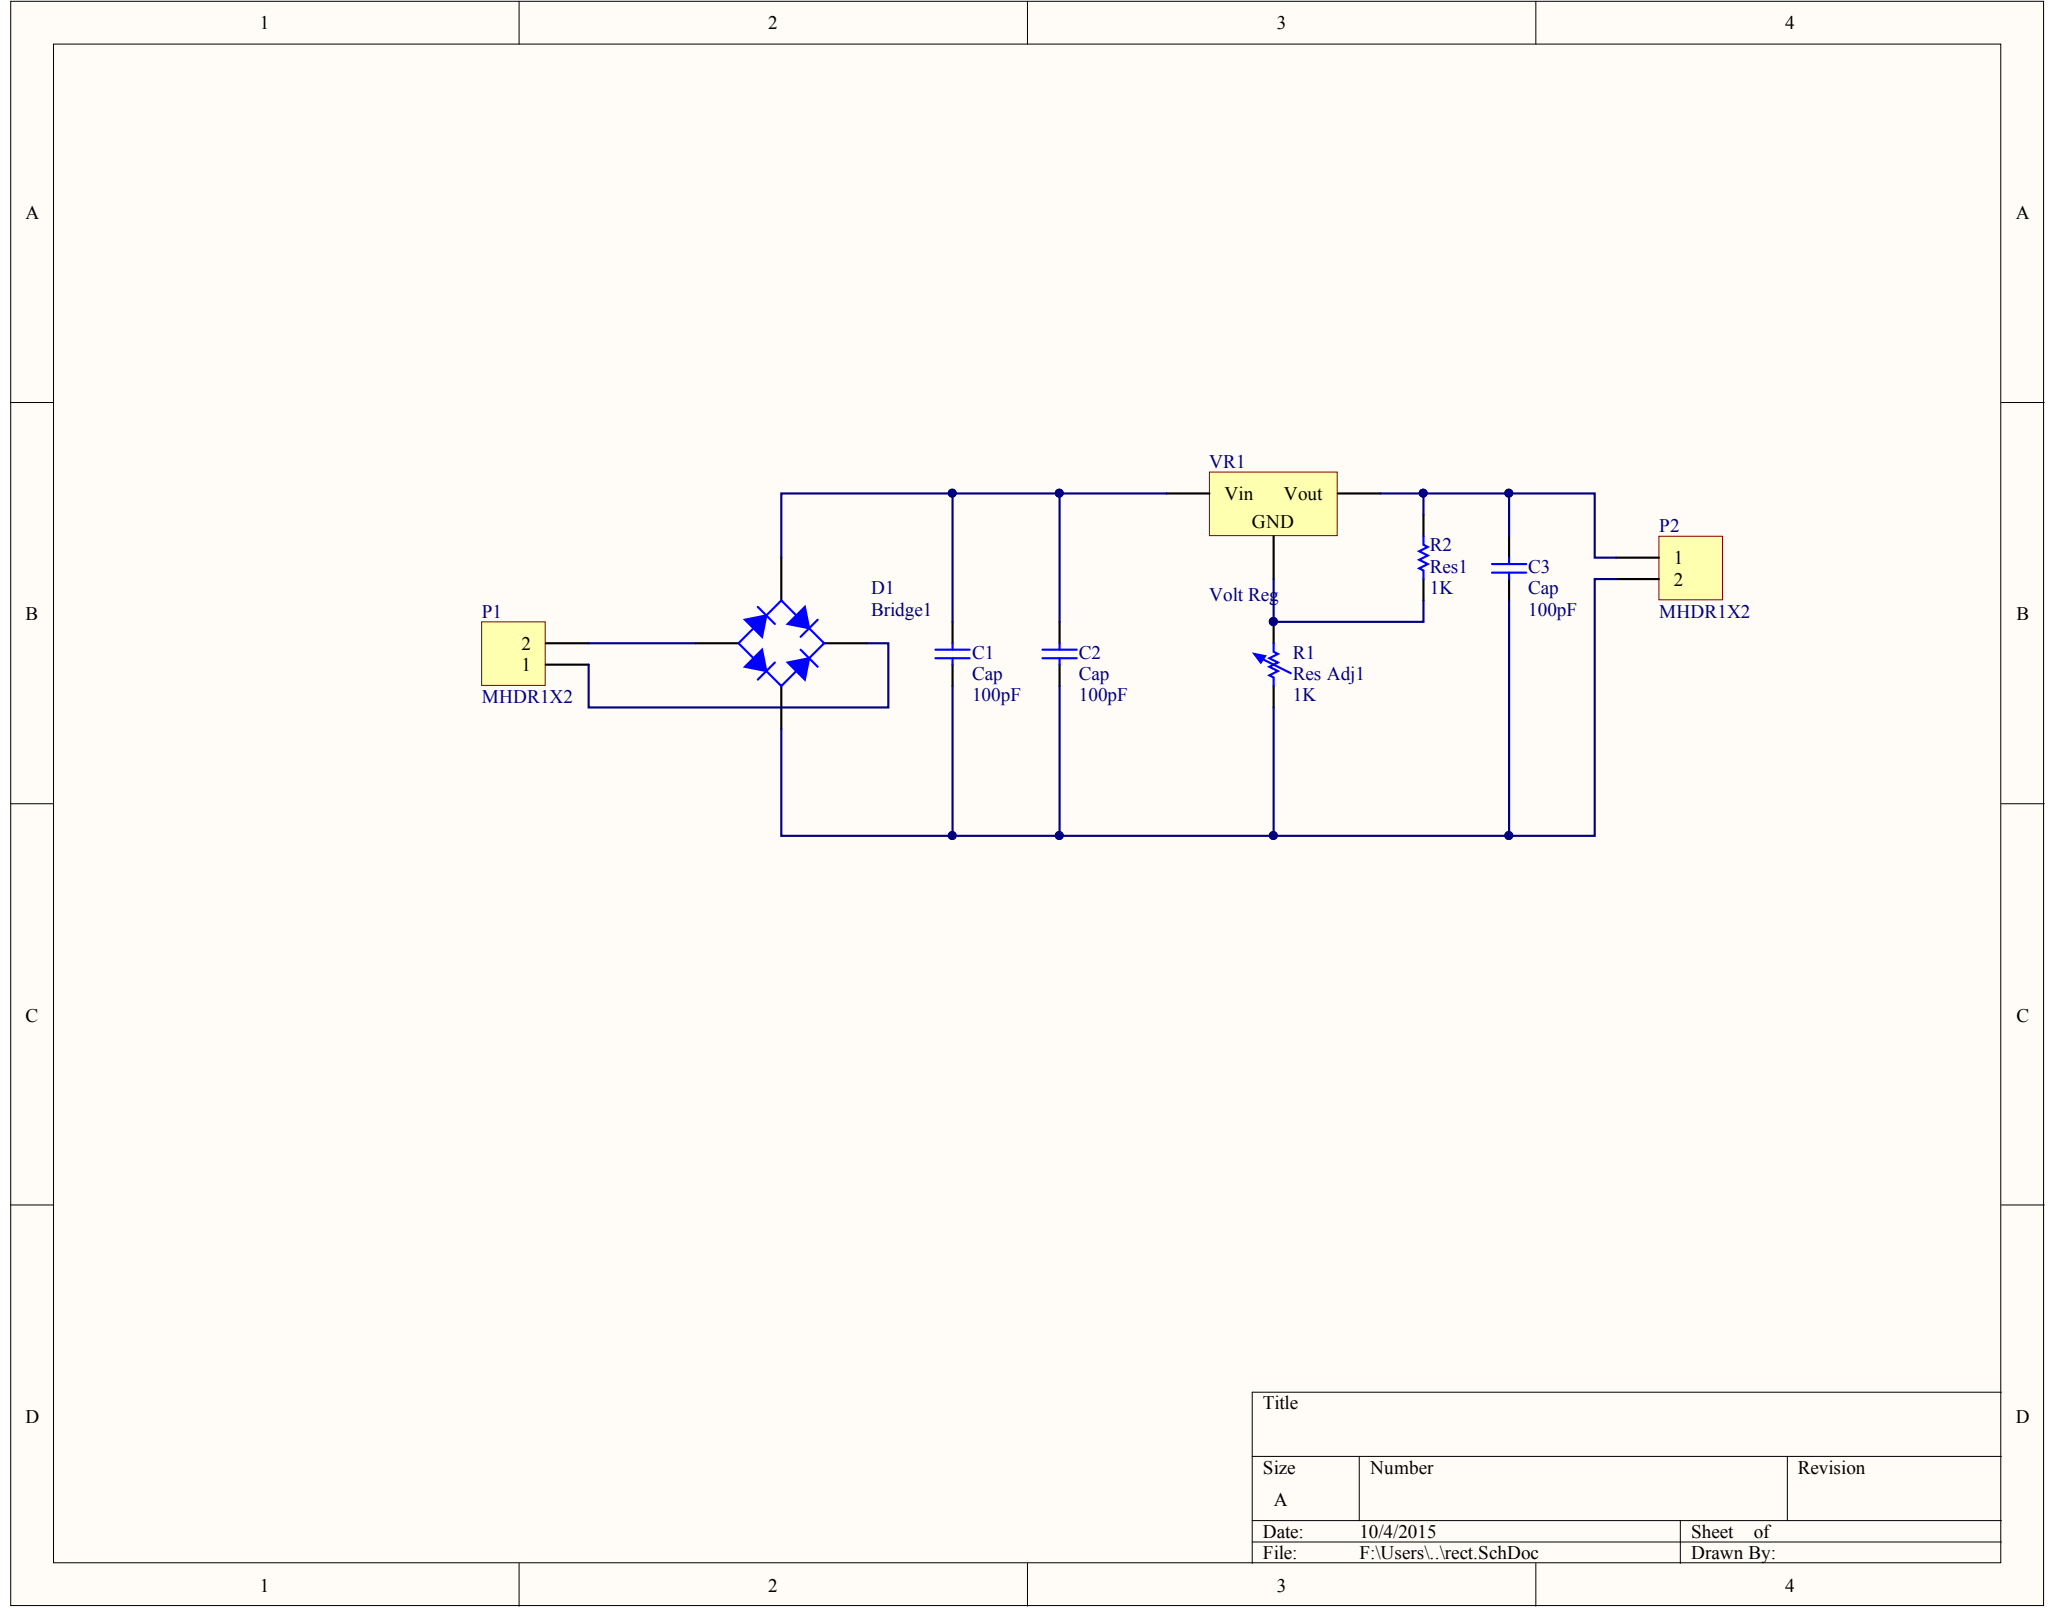 1 2 3 4
A A
VR1
Vin Vout
GND
Volt Reg
R2
Res1
1K
C3
Cap
100pF
P2
1
2
MHDR1X2
B B
P1
2
1
MHDR1X2
D1
Bridge1
C1
Cap
100pF
C2
Cap
100pF
R1
Res Adj1
1K
C C
D D
Title
Size Number Revision
A
Date: 10/4/2015 Sheet of
File: F:\Users\..\rect.SchDoc Drawn By:
1 2 3 4